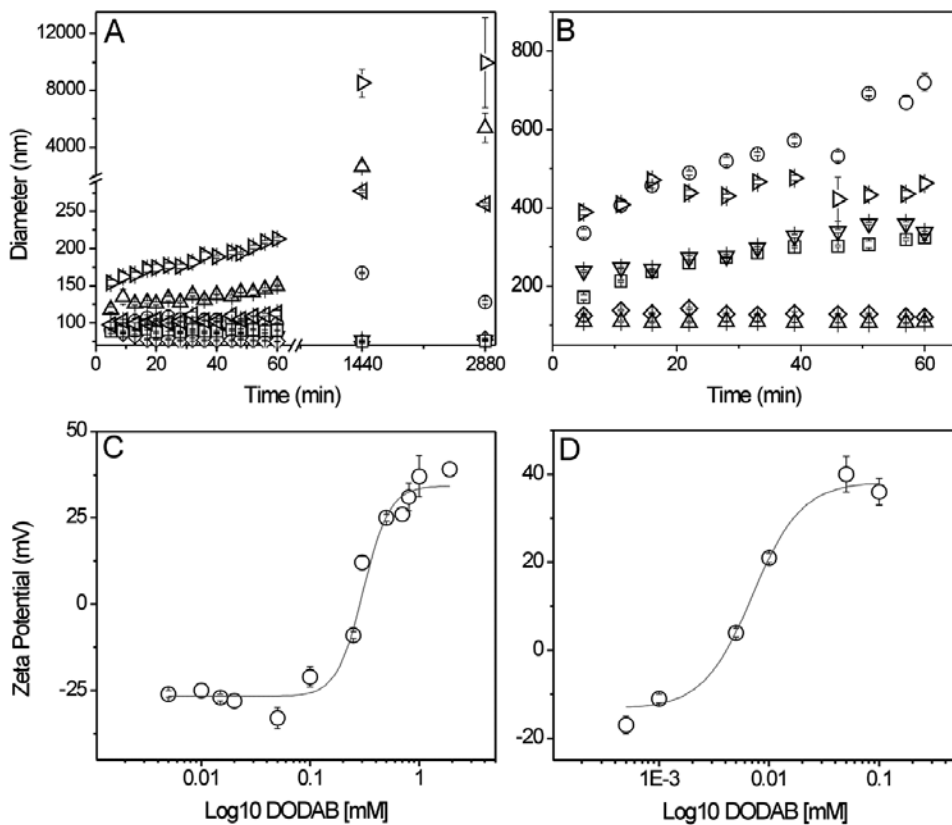 A
B
12000
8000
4000
250
200
150
100
800
600
400
200
Diameter (nm)
0 20 40 60 1440 2880
0 20 40 60
Time (min)
Time (min)
C
D
50
25
0
-25
40
20
0
-20
Zeta Potential (mV)
0.01 0.1 1
1E-3 0.01 0.1
Log10 DODAB [mM]
Log10 DODAB [mM]